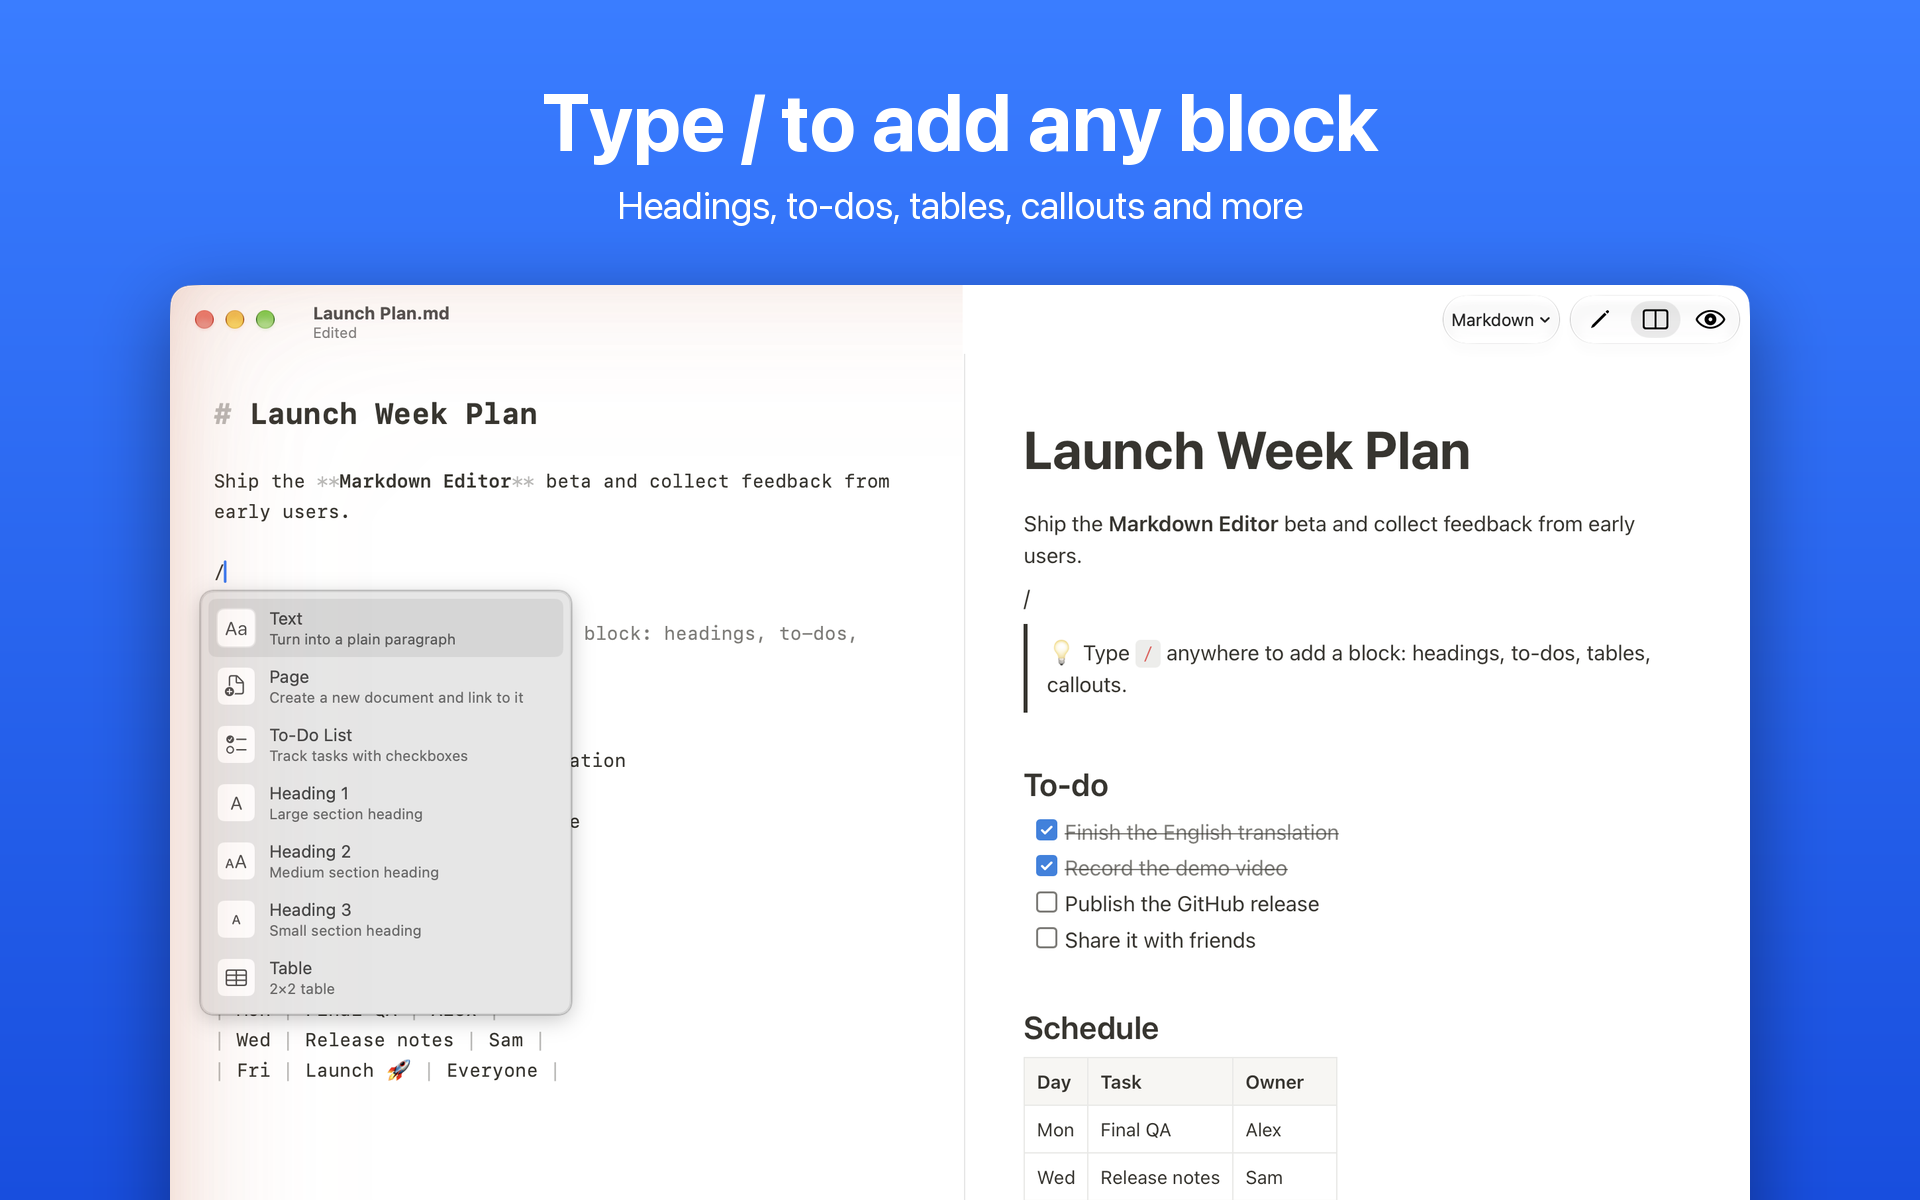 Type / to add any block
Headings, to-dos, tables, callouts and more
Launch Plan.md
Edited
Markdown
# Launch Week Plan
Ship the **Markdown Editor** beta and collect feedback from
early users.
/
block: headings, to-dos,
ation
e
Text
Turn into a plain paragraph
Page
Create a new document and link to it
To-Do List
Track tasks with checkboxes
Heading 1
Large section heading
Heading 2
Medium section heading
Heading 3
Small section heading
Table
2×2 table
| Wed | Release notes | Sam |
| Fri | Launch 🚀 | Everyone |
Launch Week Plan
Ship the Markdown Editor beta and collect feedback from early
users.
/
💡 Type / anywhere to add a block: headings, to-dos, tables,
callouts.
To-do
Finish the English translation
Record the demo video
Publish the GitHub release
Share it with friends
Schedule
Day Task Owner
Mon Final QA Alex
Wed Release notes Sam